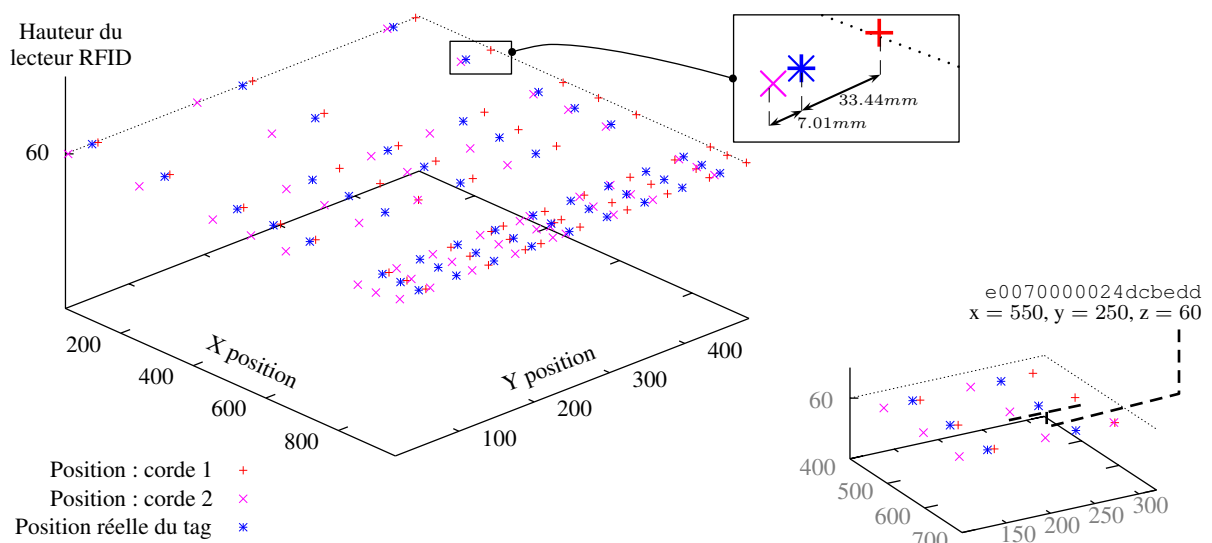 Hauteur du
lecteur RFID
60
33.44mm
7.01mm
200
400
600
800
X position
100
200
300
400
Y position
Position : corde 1
Position : corde 2
Position réelle du tag
e0070000024dcbedd
x = 550, y = 250, z = 60
60
400
500
600
700
150
200
250
300